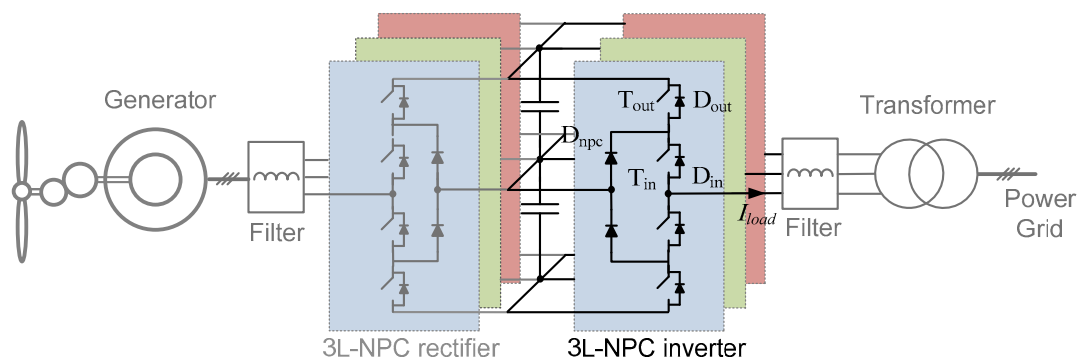 Generator
Filter
3L-NPC rectifier
Dnpc
Tout
Dout
Tin
Din
Iload
3L-NPC inverter
Filter
Transformer
Power
Grid